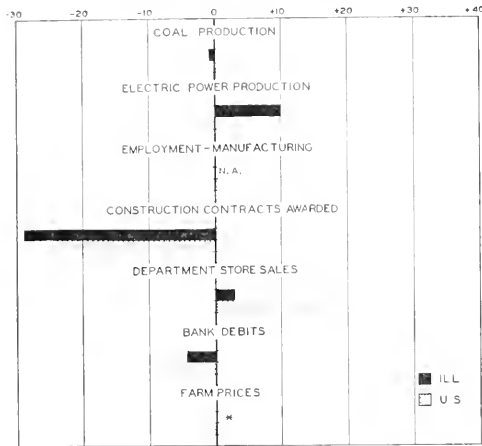 -30 -20 -10 0 +10 +20 +30 +40
COAL PRODUCTION
ELECTRIC POWER PRODUCTION
EMPLOYMENT-MANUFACTURING
N.A.
CONSTRUCTION CONTRACTS AWARDED
DEPARTMENT STORE SALES
BANK DEBITS
ILL
FARM PRICES
U S
*